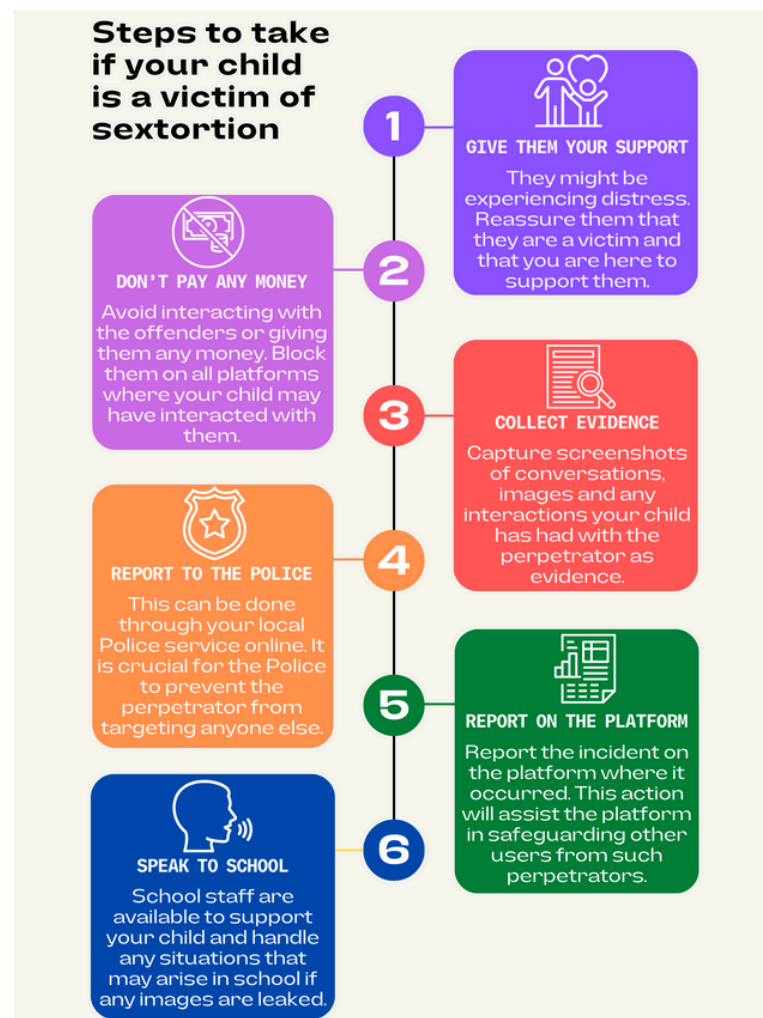 Steps to take
if your child
is a victim of
sextortion
1
GIVE THEM YOUR SUPPORT
They might be
experiencing distress.
Reassure them that
they are a victim and
that you are here to
support them.
2
DON'T PAY ANY MONEY
Avoid interacting with
the offenders or giving
them any money. Block
them on all platforms
where your child may
have interacted with
them.
3
COLLECT EVIDENCE
Capture screenshots
of conversations,
images and any
interactions your child
has had with the
perpetrator as
evidence.
4
REPORT TO THE POLICE
This can be done
through your local
Police service online. It
is crucial for the Police
to prevent the
perpetrator from
targeting anyone else.
5
REPORT ON THE PLATFORM
Report the incident on
the platform where it
occurred. This action
will assist the platform
in safeguarding other
users from such
perpetrators.
6
SPEAK TO SCHOOL
School staff are
available to support
your child and handle
any situations that
may arise in school if
any images are leaked.